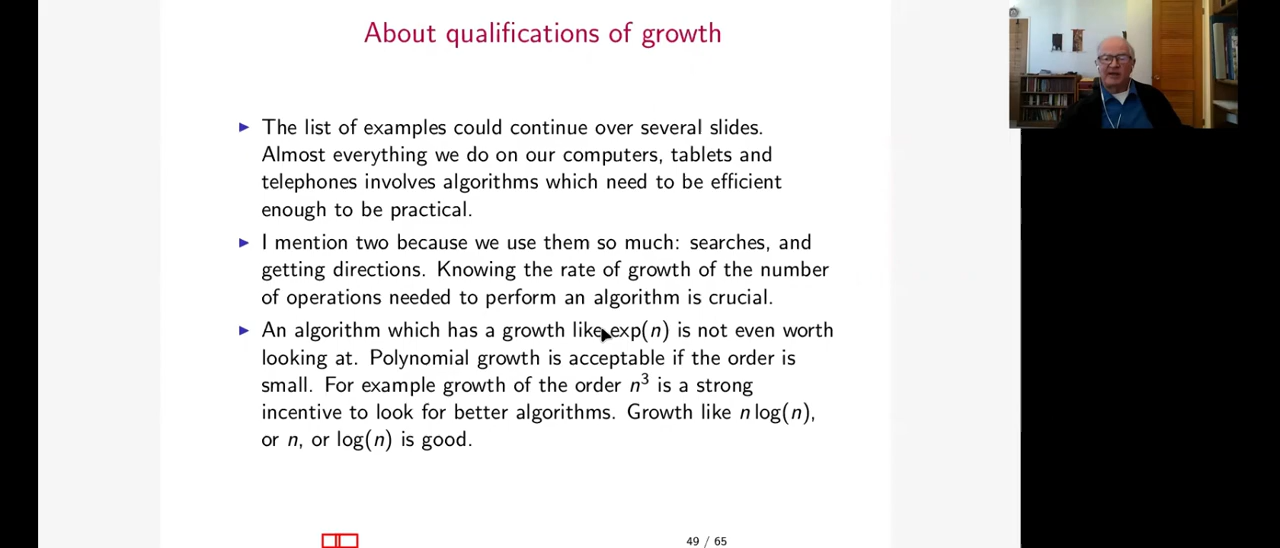 About qualifications of growth
The list of examples could continue over several slides.
Almost everything we do on our computers, tablets and
telephones involves algorithms which need to be efficient
enough to be practical.
I mention two because we use them so much: searches, and
getting directions. Knowing the rate of growth of the number
of operations needed to perform an algorithm is crucial.
An algorithm which has a growth like exp(n) is not even worth
looking at. Polynomial growth is acceptable if the order is
small. For example growth of the order n³ is a strong
incentive to look for better algorithms. Growth like n log(n),
or n, or log(n) is good.
49 / 65